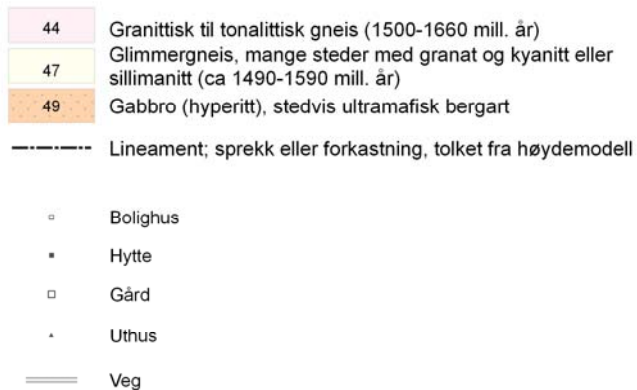 44 Granittisk til tonalittisk gneis (1500-1660 mill. år)
47 Glimmergneis, mange steder med granat og kyanitt eller
sillimanitt (ca 1490-1590 mill. år)
49 Gabbro (hyperitt), stedvis ultramafisk bergart
Lineament; sprekk eller forkastning, tolket fra høydemodell
Bolighus
Hytte
Gård
Uthus
Veg